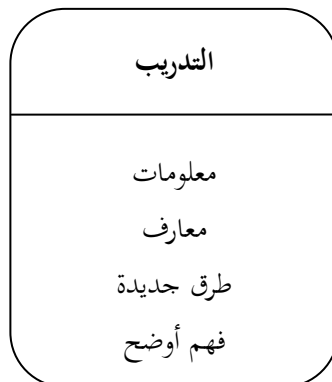 التدريب
معلومات
معارف
طرق جديدة
فهم أوضح